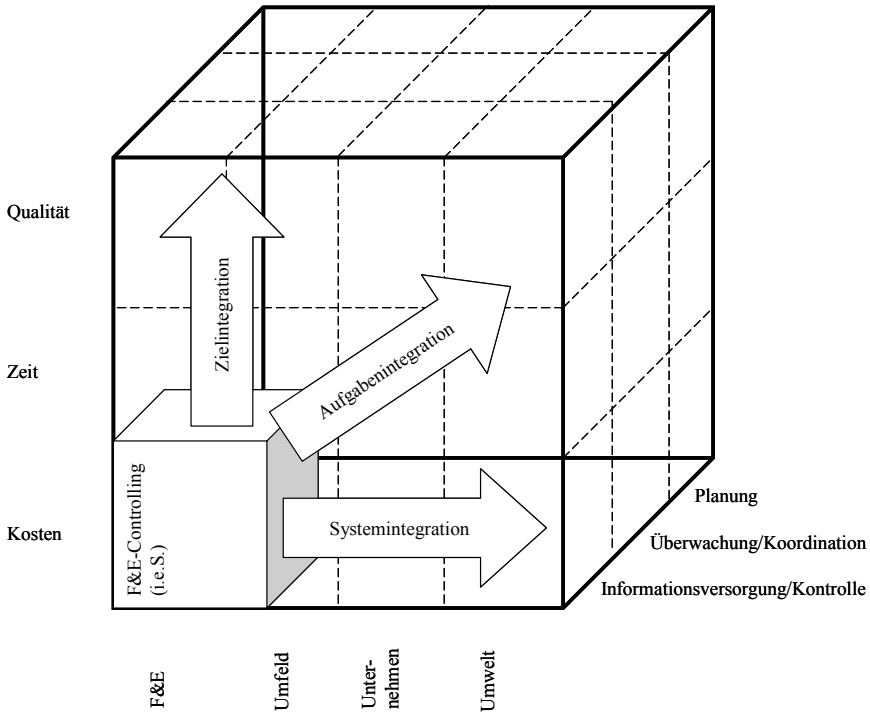 Qualität
Zielintegration
Aufgabenintegration
Zeit
F&E-Controlling
(i.e.S.)
Systemintegration
Kosten
Planung
Überwachung/Koordination
Informationsversorgung/Kontrolle
F&E
Umfeld
Unter-
nehmen
Umwelt